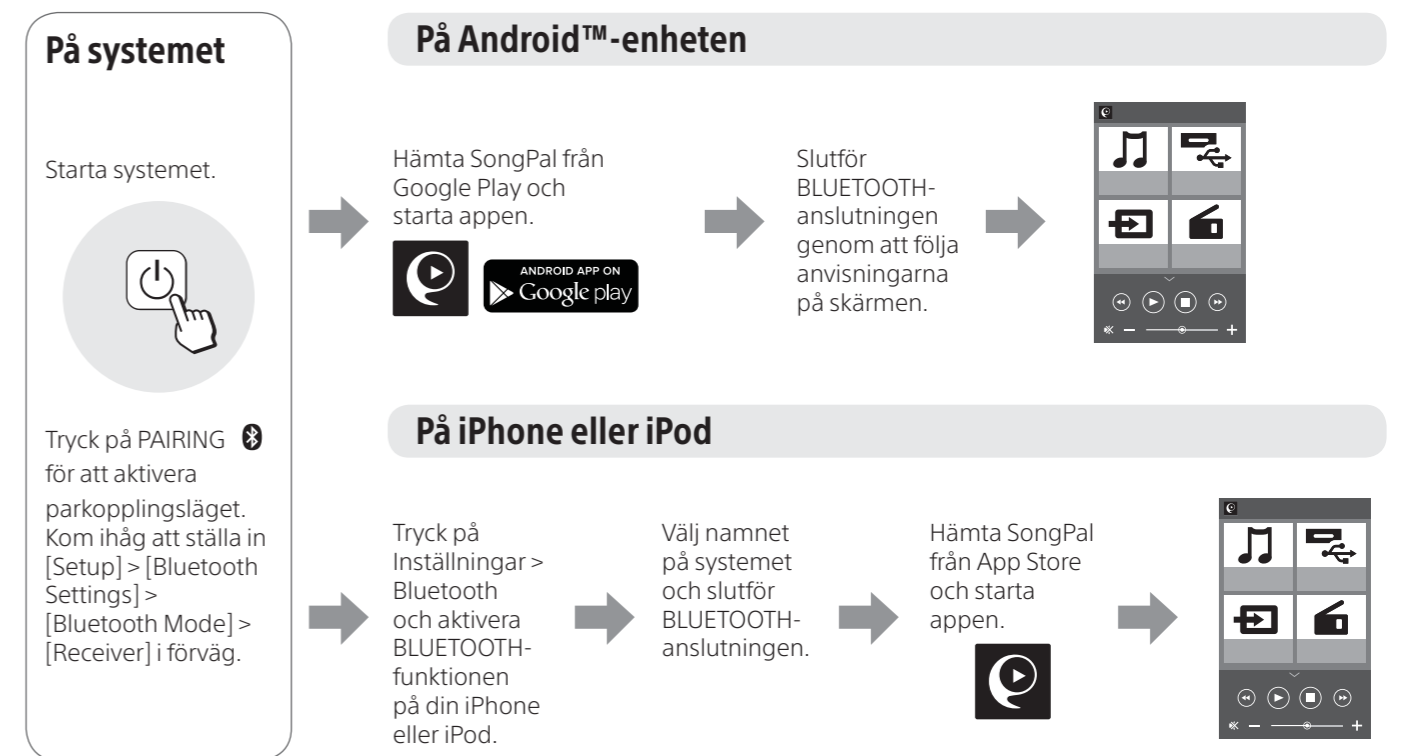 På systemet
Starta systemet.
Tryck på PAIRING
för att aktivera
parkopplingsläget.
Kom ihåg att ställa in
[Setup] > [Bluetooth
Settings] >
[Bluetooth Mode] >
[Receiver] i förväg.
På Android™-enheten
Hämta SongPal från
Google Play och
starta appen.
ANDROID APP ON
Google play
Slutför
BLUETOOTH-
anslutningen
genom att följa
anvisningarna
på skärmen.
På iPhone eller iPod
Tryck på
Inställningar >
Bluetooth
och aktivera
BLUETOOTH-
funktionen
på din iPhone
eller iPod.
Välj namnet
på systemet
och slutför
BLUETOOTH-
anslutningen.
Hämta SongPal
från App Store
och starta
appen.